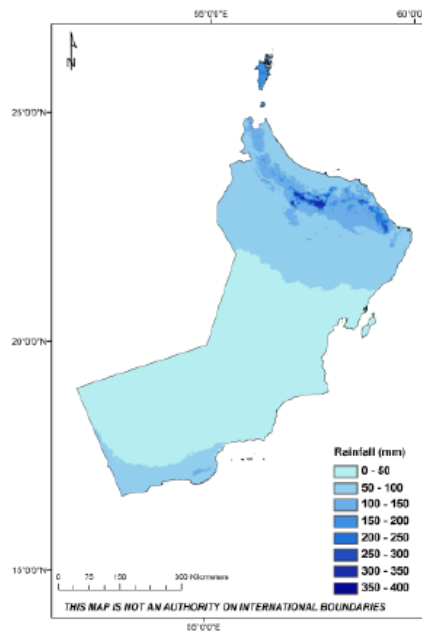 55°0'0"E 60°0'0"E
N
25°0'0"N
20°0'0"N
15°0'0"N
Rainfall (mm)
0 - 50
50 - 100
100 - 150
150 - 200
200 - 250
250 - 300
300 - 350
350 - 400
0 75 150 300 Kilometers
THIS MAP IS NOT AN AUTHORITY ON INTERNATIONAL BOUNDARIES
55°0'0"E